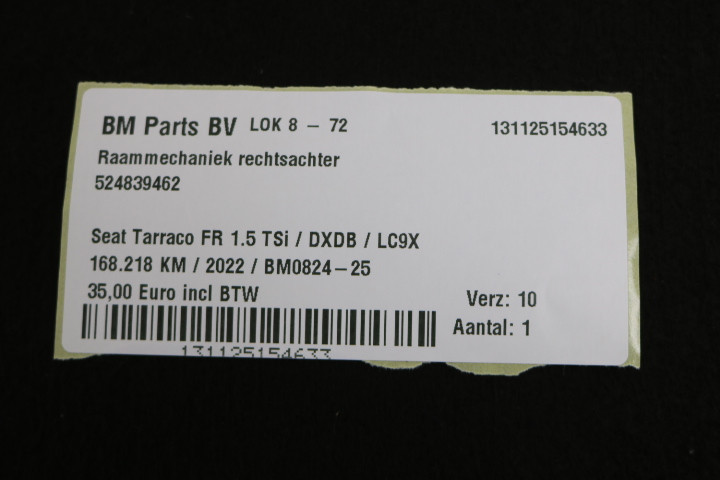 BM Parts BV LOK 8 - 72 131125154633
Raammechaniek rechtsachter
524839462
Seat Tarraco FR 1.5 TSi / DXDB / LC9X
168.218 KM / 2022 / BM0824-25
35,00 Euro incl BTW Verz: 10
Aantal: 1
131125154633